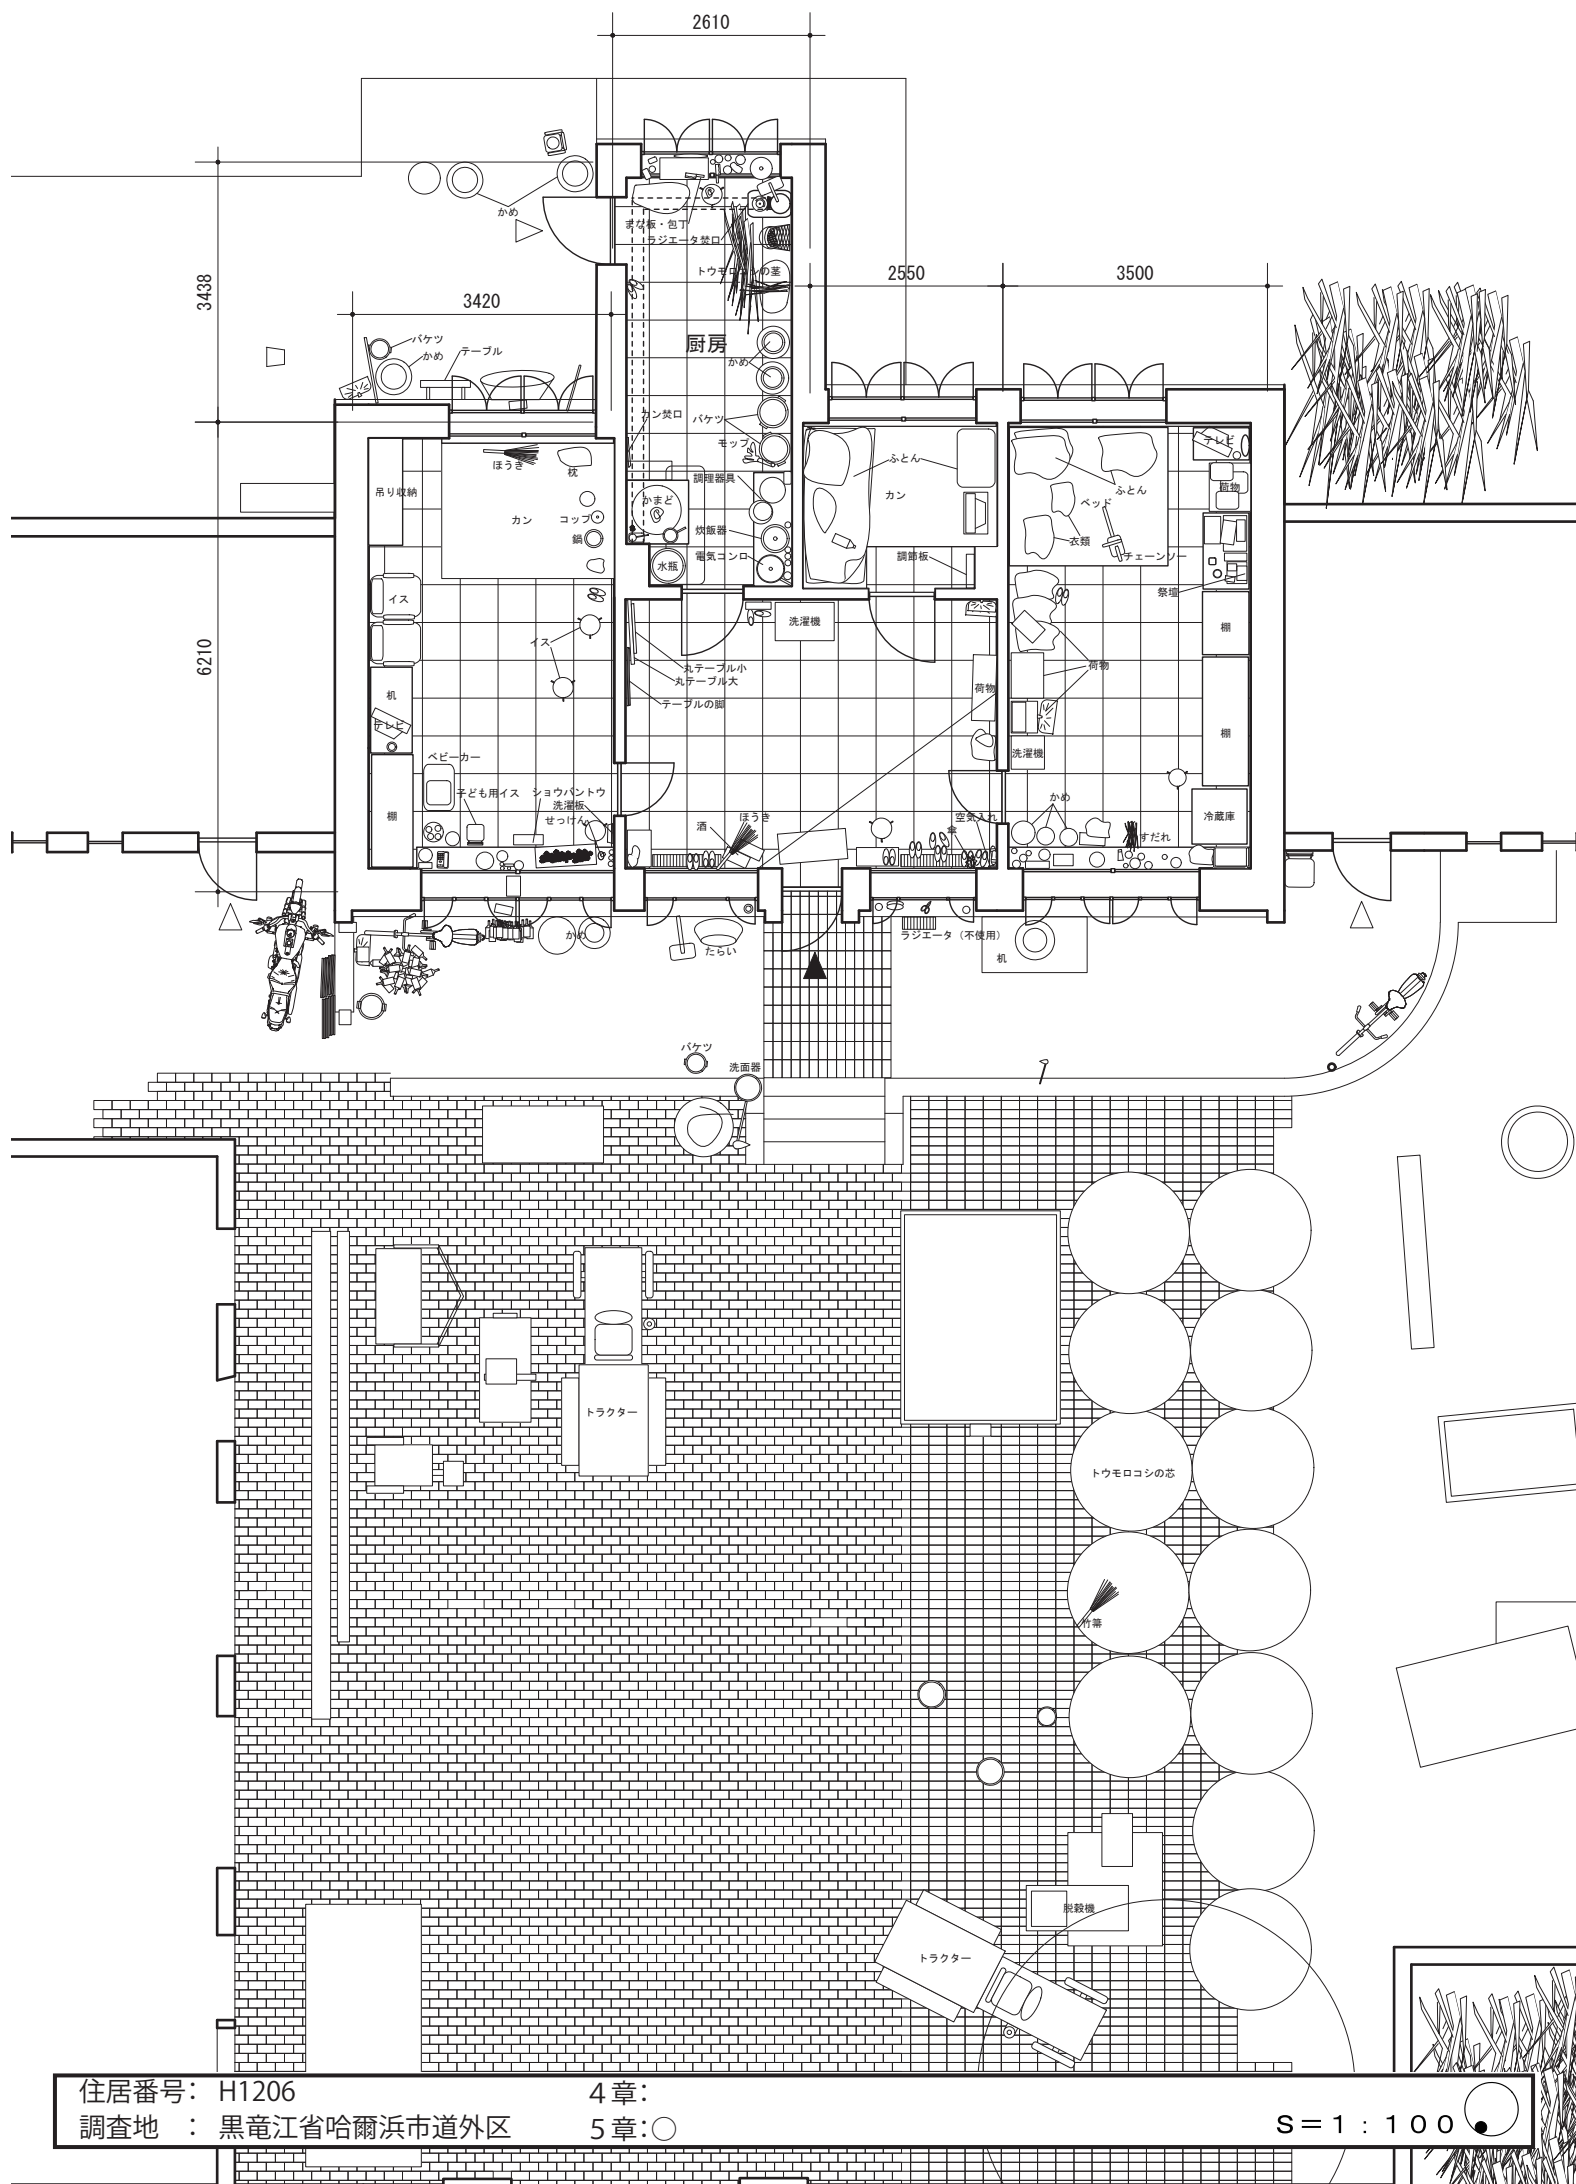 2610
かめ
まな板・包丁
ラジエータ焚口
トウモロコシの茎
3438
3420
2550
3500
厨房
かめ
バケツ
かめ
テーブル
カン焚口
バケツ
モップ
ほうき
枕
吊り収納
カン
コップ
鍋
調理器具
かまど
炊飯器
電気コンロ
水瓶
ふとん
カン
調節板
テレビ
荷物
ふとん
ベッド
衣類
チェーンソー
祭壇
棚
イス
イス
洗濯機
6210
丸テーブル小
丸テーブル大
テーブルの脚
荷物
荷物
机
テレビ
棚
洗濯機
ベビーカー
子ども用イス
ショウバントウ
洗濯板
せっけん
棚
酒
ほうき
空気入れ
傘
かめ
すだれ
冷蔵庫
かめ
たらい
ラジエータ（不使用）
机
バケツ
洗面器
トラクター
トウモロコシの芯
竹箒
脱穀機
トラクター
住居番号： H1206
４章：
調査地　： 黒竜江省哈爾浜市道外区
５章：○
Ｓ＝１：１００